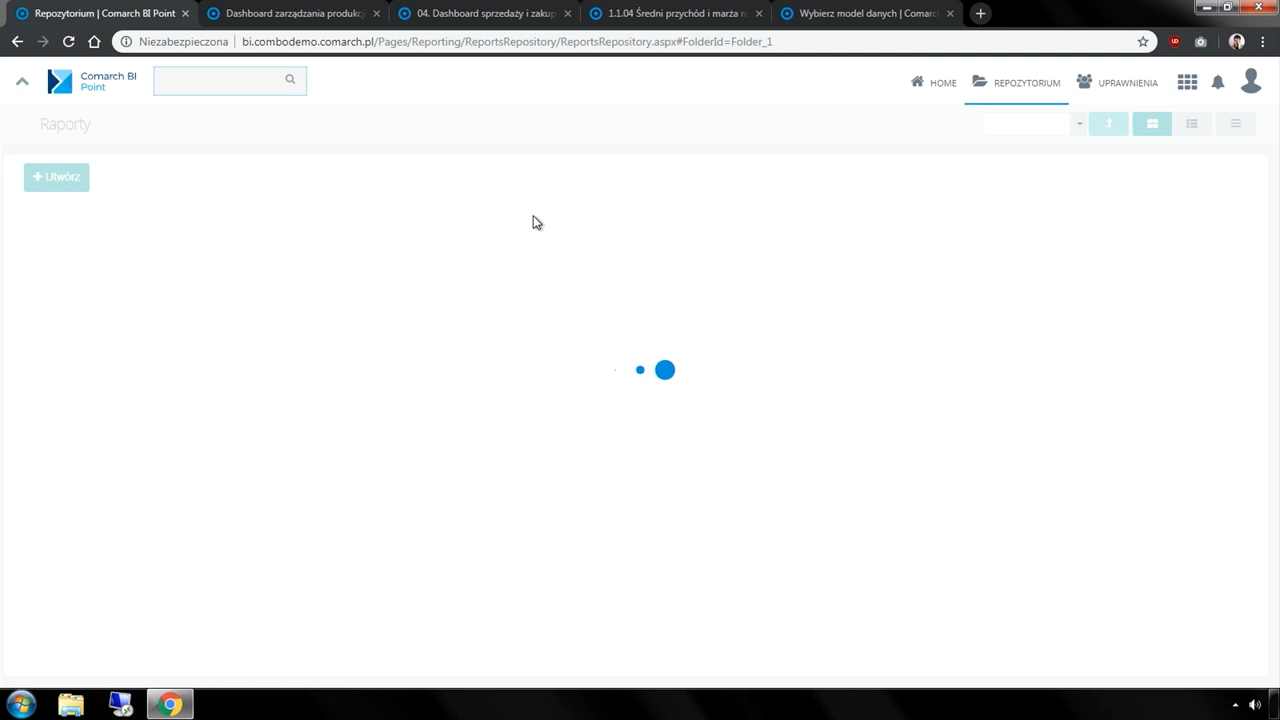 Repozytorium | Comarch BI Point
Dashboard zarządzania produkcj
04. Dashboard sprzedaży i zakup
1.1.04 Średni przychód i marża n
Wybierz model danych | Comarc
Niezabezpieczona
bi.combodemo.comarch.pl/Pages/Reporting/ReportsRepository/ReportsRepository.aspx#FolderId=Folder_1
Comarch BI
Point
HOME
REPOZYTORIUM
UPRAWNIENIA
Raporty
Utwórz